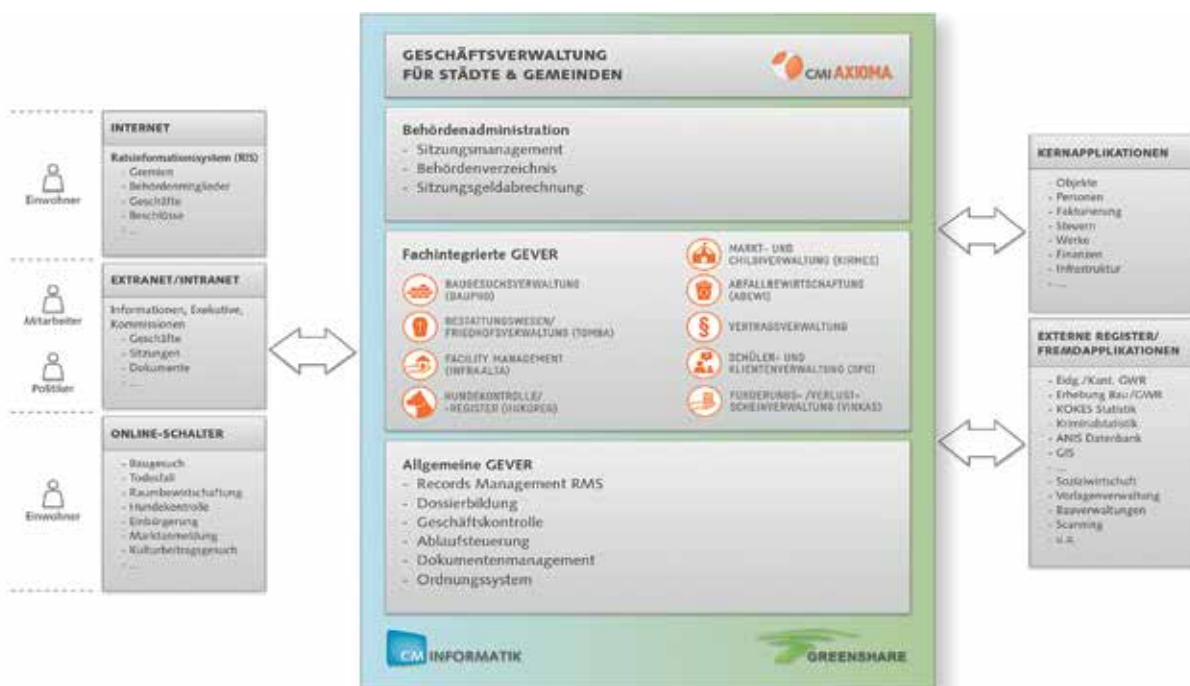 GESCHÄFTSVERWALTUNG
FÜR STÄDTE & GEMEINDEN
CMI AXIOMA
Behördenadministration
- Sitzungsmanagement
- Behördenverzeichnis
- Sitzungsgeldabrechnung
Fachintegrierte GEVER
BAUGESUCHSVERWALTUNG
(BAUPRO)
BESTATTUNGSWESEN/
FRIEDHOFSVERWALTUNG (TOMBA)
FACILITY MANAGEMENT
(INFRAALTA)
HUNDEKONTROLLE/
-REGISTER (HUKOREG)
MARKT- UND
CHILBIVERWALTUNG (KIRMES)
ABFALLBEWIRTSCHAFTUNG
(ABEWI)
§ VERTRAGSVERWALTUNG
SCHÜLER- UND
KLIENTENVERWALTUNG (SPG)
FORDERUNGS- /VERLUST-
SCHEINVERWALTUNG (VINKAS)
Allgemeine GEVER
- Records Management RMS
- Dossierbildung
- Geschäftskontrolle
- Ablaufsteuerung
- Dokumentenmanagement
- Ordnungssystem
CM INFORMATIK
GREENSHARE
Einwohner
INTERNET
Ratsinformationssystem (RIS)
- Gremien
- Behördenmitglieder
- Geschäfte
- Beschlüsse
- ...
Mitarbeiter
Politiker
EXTRANET/INTRANET
Informationen, Exekutive,
Kommissionen
- Geschäfte
- Sitzungen
- Dokumente
- ...
Einwohner
ONLINE-SCHALTER
- Baugesuch
- Todesfall
- Raumbewirtschaftung
- Hundekontrolle
- Einbürgerung
- Marktanmeldung
- Kulturbeitragsgesuch
- ...
KERNAPPLIKATIONEN
- Objekte
- Personen
- Fakturierung
- Steuern
- Werke
- Finanzen
- Infrastruktur
- ...
EXTERNE REGISTER/
FREMDAPPLIKATIONEN
- Eidg./Kant. GWR
- Erhebung Bau/GWR
- KOKES Statistik
- Kriminalstatistik
- ANIS Datenbank
- GIS
- ...
- Sozialwirtschaft
- Vorlagenverwaltung
- Bauverwaltungen
- Scanning
- u.a.